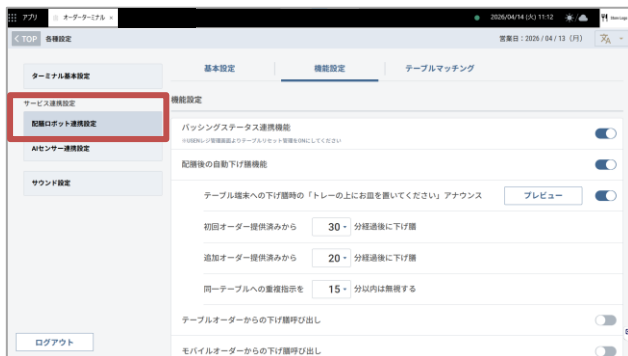 アプリ オーダーターミナル × 2026/04/14 (火) 11:12
< TOP 各種設定 営業日:2026 / 04 / 13 (月)
ターミナル基本設定
サービス連携設定
配膳ロボット連携設定
AIセンサー連携設定
サウンド設定
ログアウト
基本設定 機能設定 テーブルマッチング
機能設定
バッシングステータス連携機能
※USENレジ管理画面よりテーブルリセット管理をONにしてください
配膳後の自動下げ膳機能
テーブル端末への下げ膳時の「トレーの上にお皿を置いてください」アナウンス プレビュー
初回オーダー提供済みから 30 分経過後に下げ膳
追加オーダー提供済みから 20 分経過後に下げ膳
同一テーブルへの重複指示を 15 分以内は無視する
テーブルオーダーからの下げ膳呼び出し
モバイルオーダーからの下げ膳呼び出し